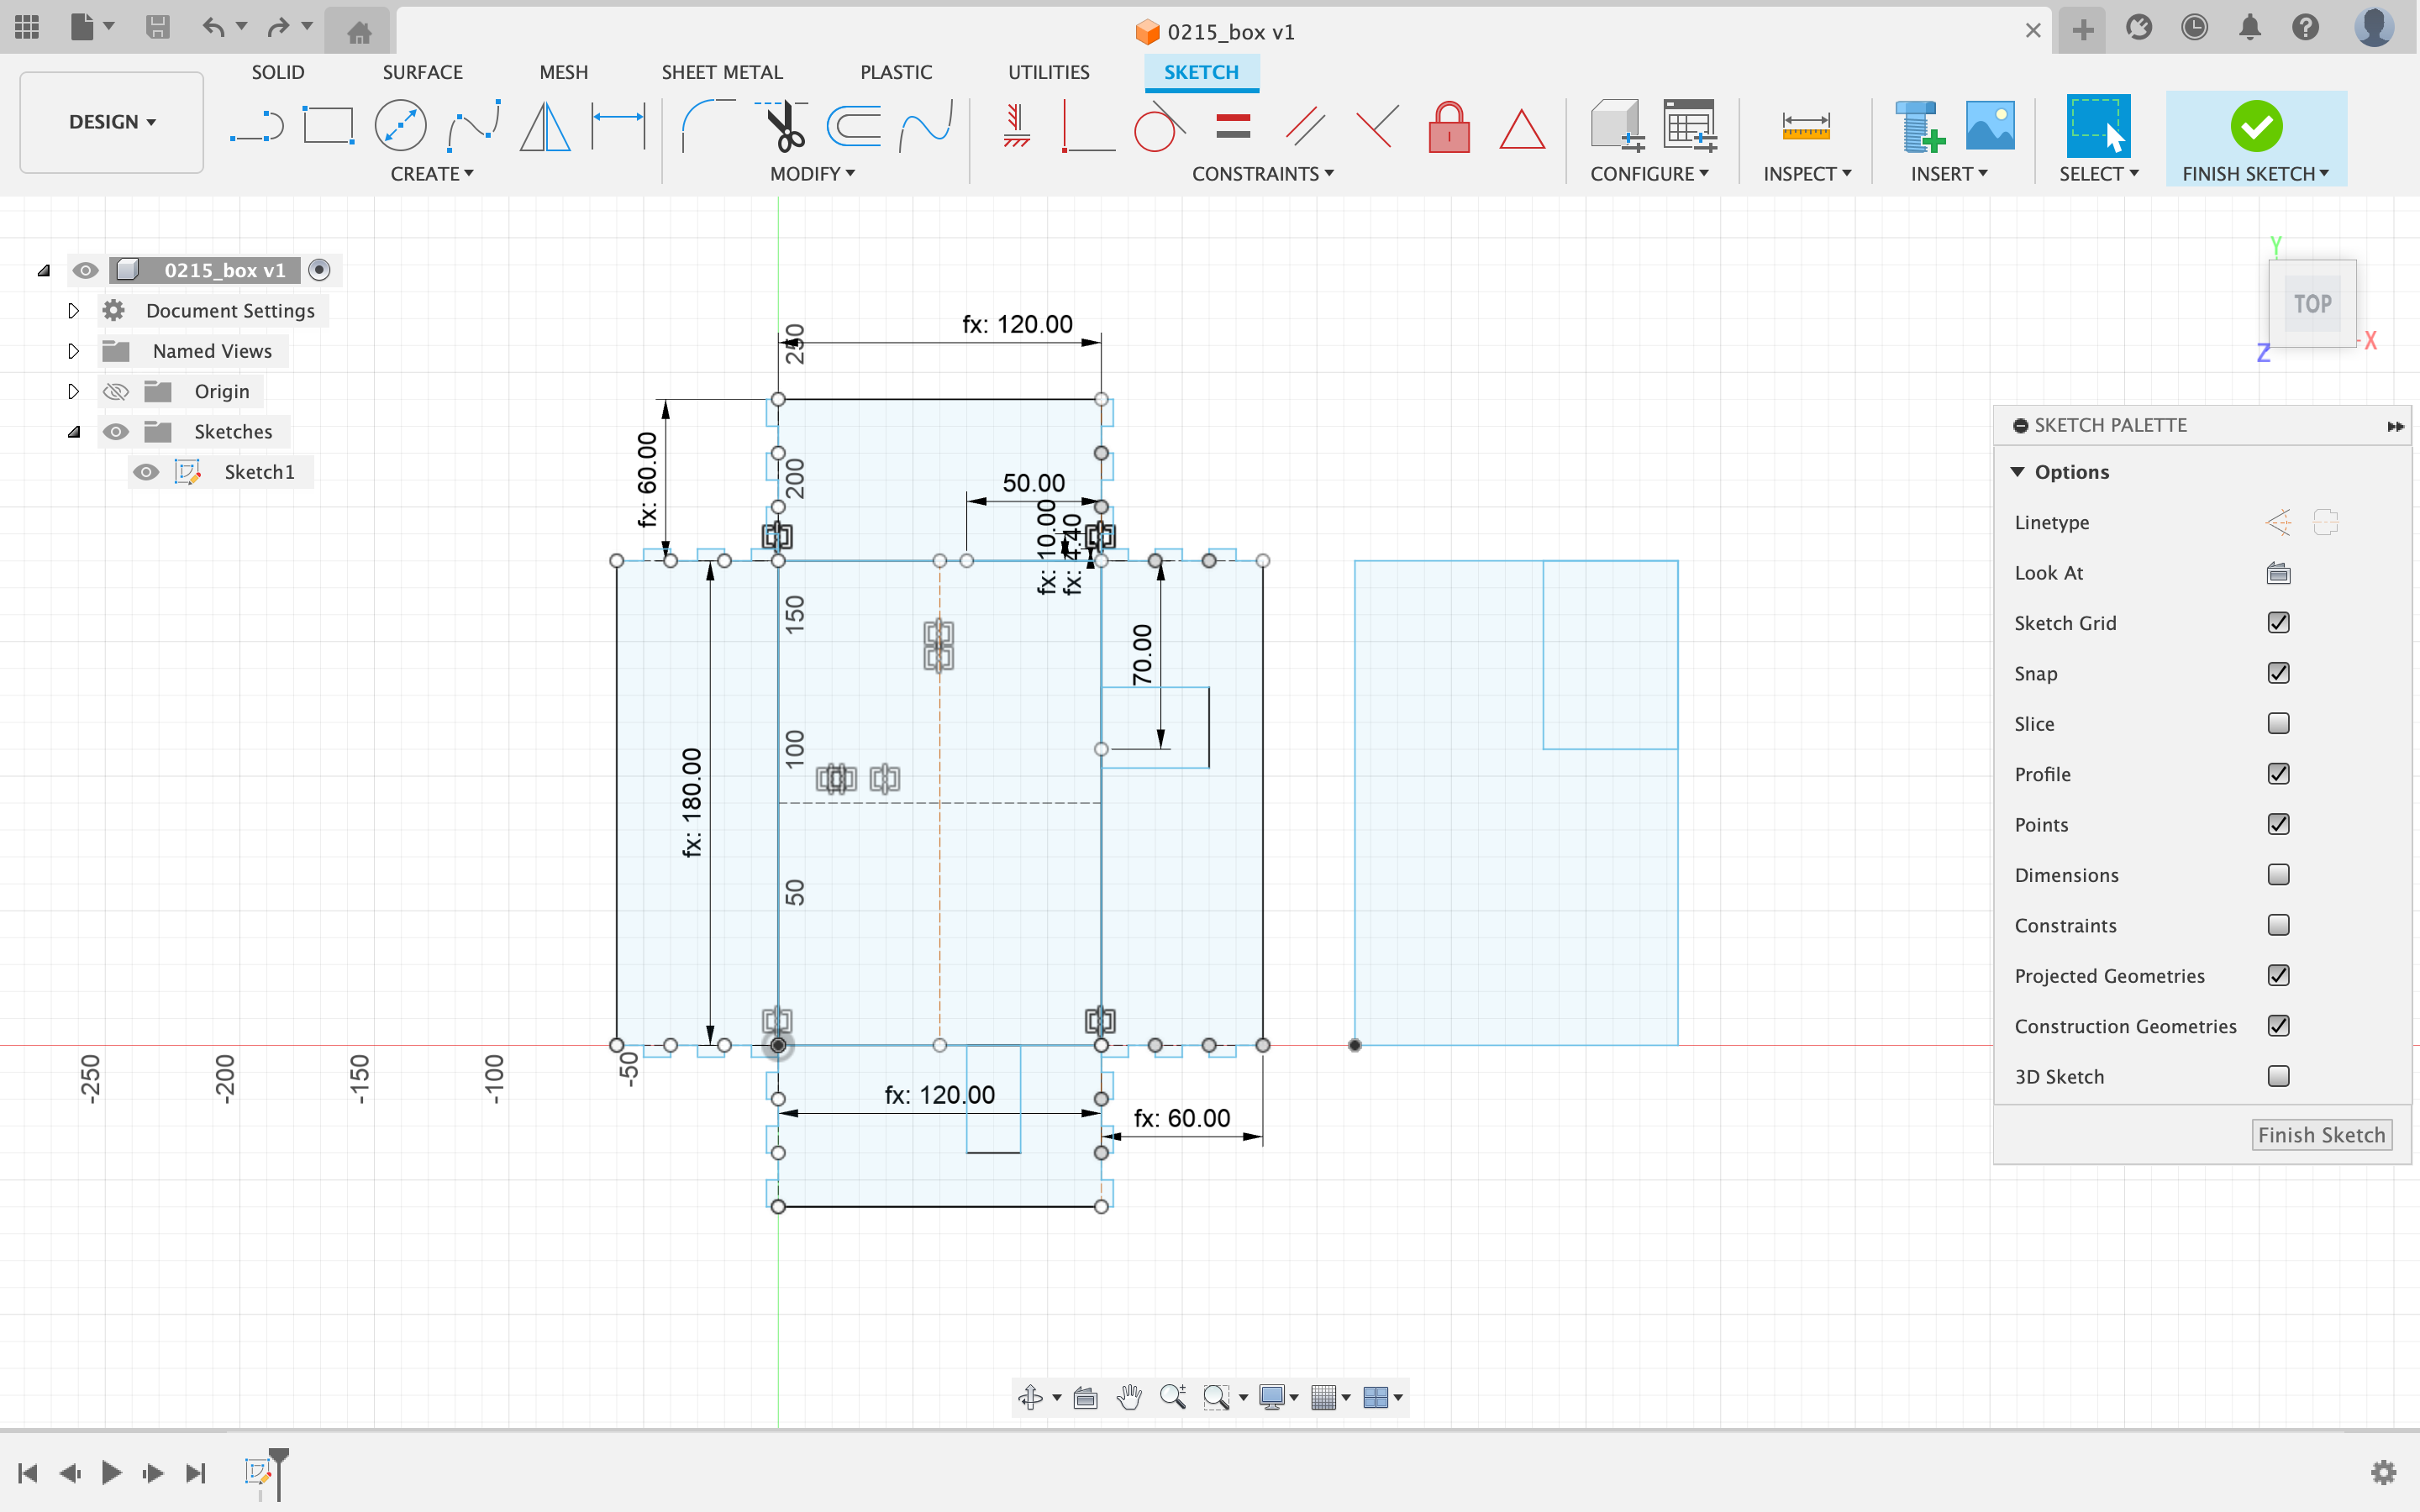 0215_box v1
SOLID
SURFACE
MESH
SHEET METAL
PLASTIC
UTILITIES
SKETCH
DESIGN
CREATE
MODIFY
CONSTRAINTS
CONFIGURE
INSPECT
INSERT
SELECT
FINISH SKETCH
0215_box v1
Document Settings
Named Views
Origin
Sketches
Sketch1
Y
TOP
X
Z
fx: 120.00
250
fx: 60.00
200
50.00
fx: 10.00
fx: 4.40
150
70.00
100
fx: 180.00
50
-250
-200
-150
-100
-50
fx: 120.00
fx: 60.00
SKETCH PALETTE
Options
Linetype
Look At
Sketch Grid
Snap
Slice
Profile
Points
Dimensions
Constraints
Projected Geometries
Construction Geometries
3D Sketch
Finish Sketch